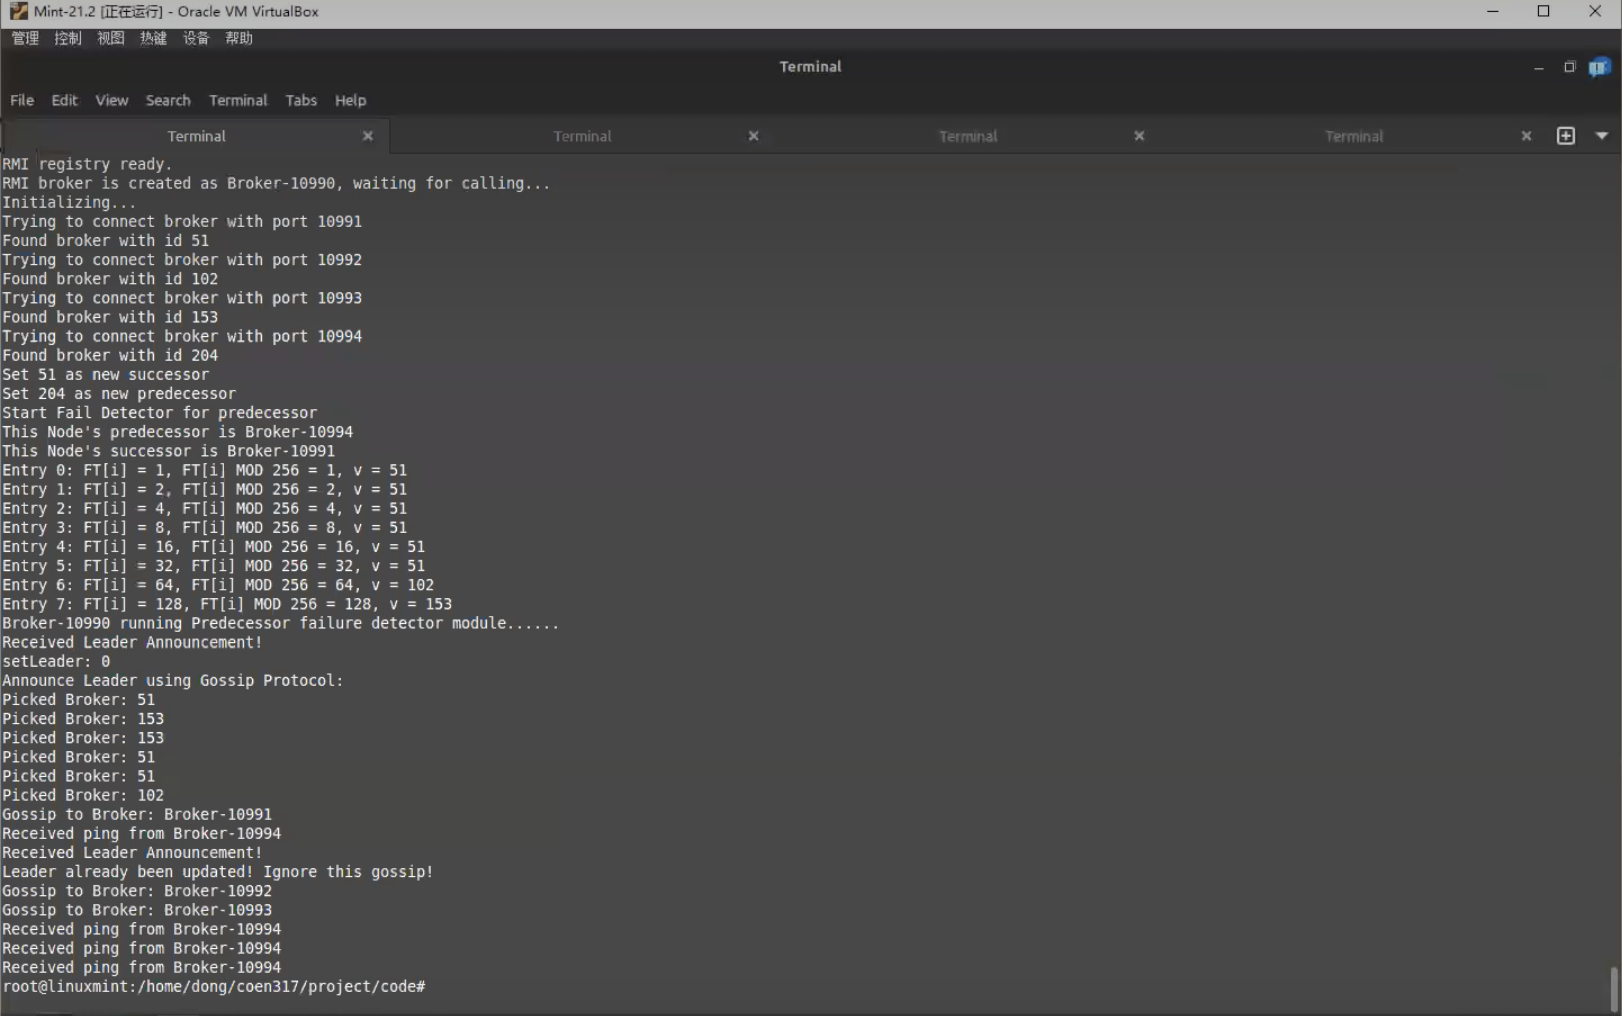 Mint-21.2 [正在运行] - Oracle VM VirtualBox
管理 控制 视图 热键 设备 帮助
Terminal
File Edit View Search Terminal Tabs Help
Terminal Terminal Terminal Terminal
RMI registry ready.
RMI broker is created as Broker-10990, waiting for calling...
Initializing...
Trying to connect broker with port 10991
Found broker with id 51
Trying to connect broker with port 10992
Found broker with id 102
Trying to connect broker with port 10993
Found broker with id 153
Trying to connect broker with port 10994
Found broker with id 204
Set 51 as new successor
Set 204 as new predecessor
Start Fail Detector for predecessor
This Node's predecessor is Broker-10994
This Node's successor is Broker-10991
Entry 0: FT[i] = 1, FT[i] MOD 256 = 1, v = 51
Entry 1: FT[i] = 2, FT[i] MOD 256 = 2, v = 51
Entry 2: FT[i] = 4, FT[i] MOD 256 = 4, v = 51
Entry 3: FT[i] = 8, FT[i] MOD 256 = 8, v = 51
Entry 4: FT[i] = 16, FT[i] MOD 256 = 16, v = 51
Entry 5: FT[i] = 32, FT[i] MOD 256 = 32, v = 51
Entry 6: FT[i] = 64, FT[i] MOD 256 = 64, v = 102
Entry 7: FT[i] = 128, FT[i] MOD 256 = 128, v = 153
Broker-10990 running Predecessor failure detector module......
Received Leader Announcement!
setLeader: 0
Announce Leader using Gossip Protocol:
Picked Broker: 51
Picked Broker: 153
Picked Broker: 153
Picked Broker: 51
Picked Broker: 51
Picked Broker: 102
Gossip to Broker: Broker-10991
Received ping from Broker-10994
Received Leader Announcement!
Leader already been updated! Ignore this gossip!
Gossip to Broker: Broker-10992
Gossip to Broker: Broker-10993
Received ping from Broker-10994
Received ping from Broker-10994
Received ping from Broker-10994
root@linuxmint:/home/dong/coen317/project/code#